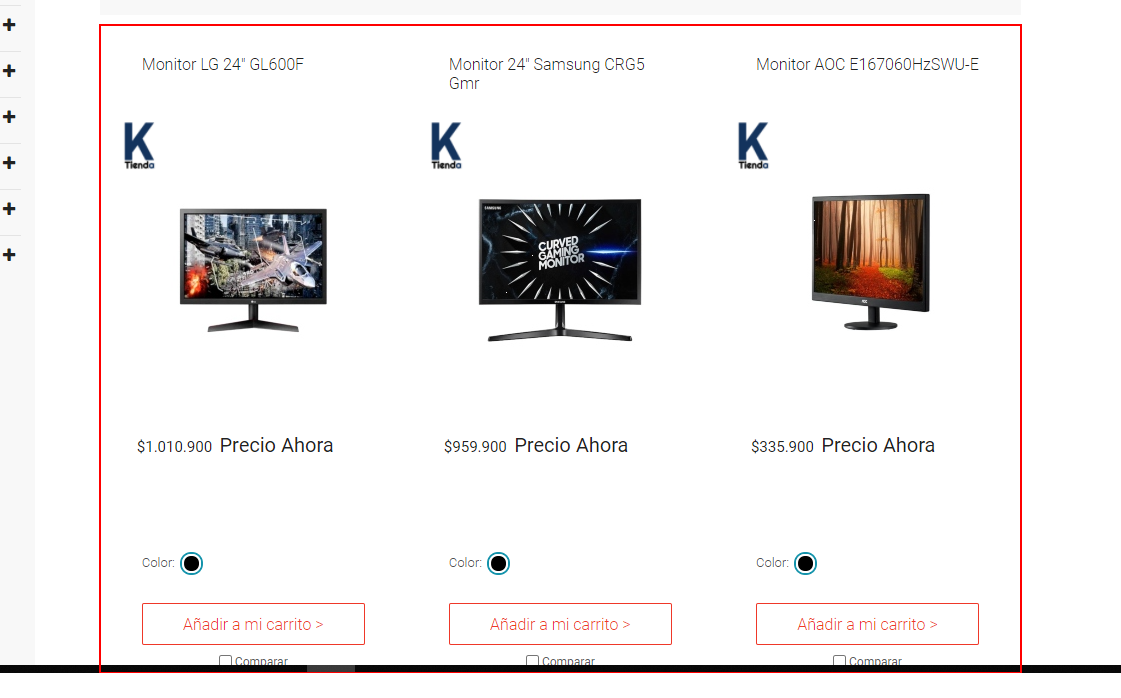 Monitor LG 24" GL600F
Monitor 24" Samsung CRG5
Gmr
Monitor AOC E167060HzSWU-E
K
Tienda
K
Tienda
K
Tienda
SAMSUNG
CURVED
GAMING
MONITOR
AOC
$1.010.900 Precio Ahora
$959.900 Precio Ahora
$335.900 Precio Ahora
Color:
Color:
Color:
Añadir a mi carrito >
Añadir a mi carrito >
Añadir a mi carrito >
Comparar
Comparar
Comparar